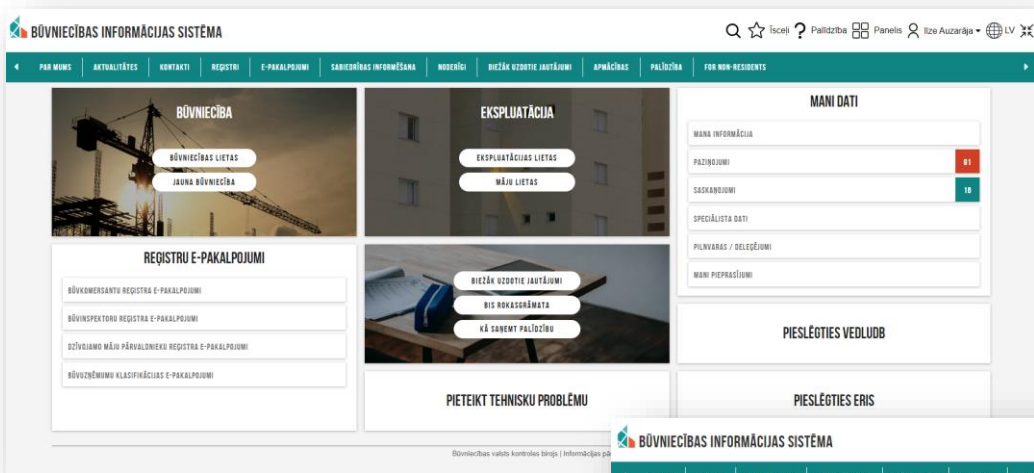 BŪVNIECĪBAS INFORMĀCIJAS SISTĒMA
Īsceļi ? Palīdzība Panelis Ilze Auzarāja LV
PAR MUMS AKTUALITĀTES KONTAKTI REĢISTRI E-PAKALPOJUMI SABIEDRĪBAS INFORMĒŠANA NODERĪGI BIEŽĀK UZDOTIE JAUTĀJUMI APMĀCĪBAS PALĪDZĪBA FOR NON-RESIDENTS
BŪVNIECĪBA
BŪVNIECĪBAS LIETAS
JAUNA BŪVNIECĪBA
EKSPLUATĀCIJA
EKSPLUATĀCIJAS LIETAS
MĀJU LIETAS
MANI DATI
MANA INFORMĀCIJA
PAZIŅOJUMI 81
SASKAŅOJUMI 18
SPECIĀLISTA DATI
PILNVARAS / DELEĢĒJUMI
MANI PIEPRASĪJUMI
REĢISTRU E-PAKALPOJUMI
BŪVKOMERSANTU REĢISTRA E-PAKALPOJUMI
BŪVINSPEKTORU REĢISTRA E-PAKALPOJUMI
DZĪVOJAMO MĀJU PĀRVALDNIEKU REĢISTRA E-PAKALPOJUMI
BŪVUZŅĒMUMU KLASIFIKĀCIJAS E-PAKALPOJUMI
BIEŽĀK UZDOTIE JAUTĀJUMI
BIS ROKASGRĀMATA
KĀ SAŅEMT PALĪDZĪBU
PIESLĒGTIES VEDLUDB
PIETEIKT TEHNISKU PROBLĒMU
PIESLĒGTIES ERIS
Būvniecības valsts kontroles birojs | Informācijas pār
BŪVNIECĪBAS INFORMĀCIJAS SISTĒMA